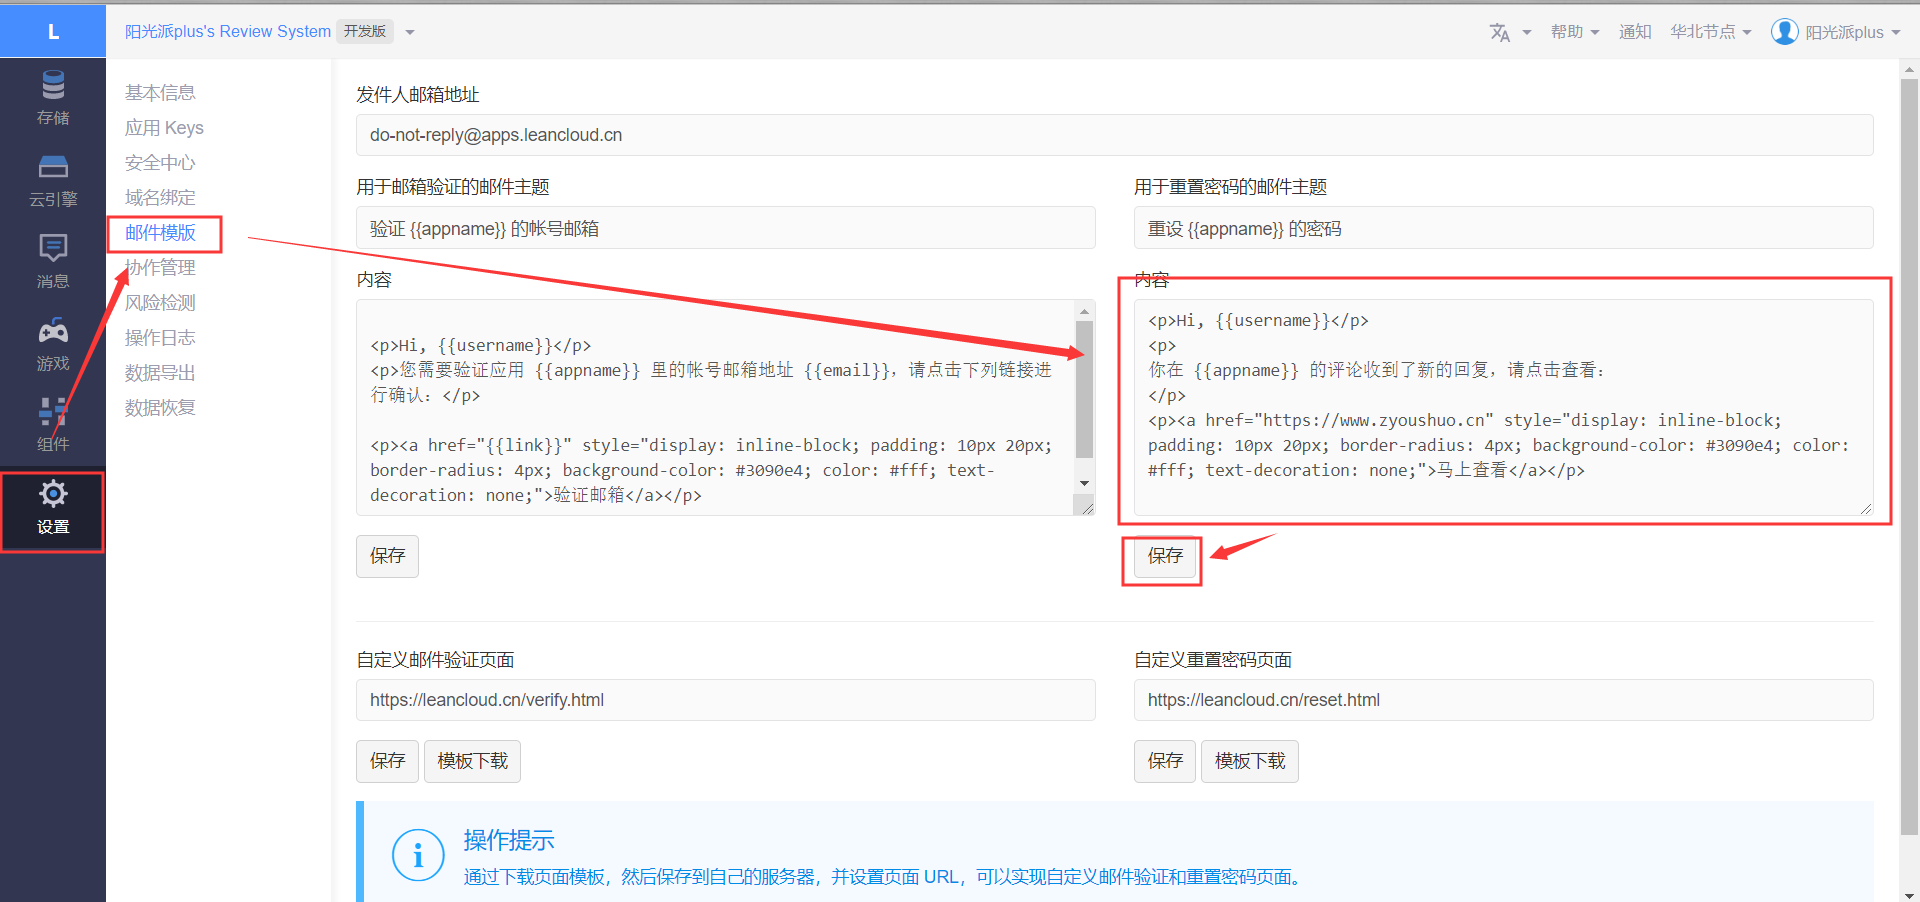 L
阳光派plus's Review System 开发版
帮助 通知 华北节点 阳光派plus
存储
云引擎
消息
游戏
组件
设置
基本信息
应用 Keys
安全中心
域名绑定
邮件模版
协作管理
风险检测
操作日志
数据导出
数据恢复
发件人邮箱地址
do-not-reply@apps.leancloud.cn
用于邮箱验证的邮件主题
验证 {{appname}} 的帐号邮箱
内容
<p>Hi, {{username}}</p>
<p>您需要验证应用 {{appname}} 里的帐号邮箱地址 {{email}}，请点击下列链接进
行确认：</p>
<p><a href="{{link}}" style="display: inline-block; padding: 10px 20px;
border-radius: 4px; background-color: #3090e4; color: #fff; text-
decoration: none;">验证邮箱</a></p>
保存
用于重置密码的邮件主题
重设 {{appname}} 的密码
内容
<p>Hi, {{username}}</p>
<p>
你在 {{appname}} 的评论收到了新的回复，请点击查看：
</p>
<p><a href="https://www.zyoushuo.cn" style="display: inline-block;
padding: 10px 20px; border-radius: 4px; background-color: #3090e4; color:
#fff; text-decoration: none;">马上查看</a></p>
保存
自定义邮件验证页面
https://leancloud.cn/verify.html
保存 模板下载
自定义重置密码页面
https://leancloud.cn/reset.html
保存 模板下载
操作提示
通过下载页面模板，然后保存到自己的服务器，并设置页面 URL，可以实现自定义邮件验证和重置密码页面。